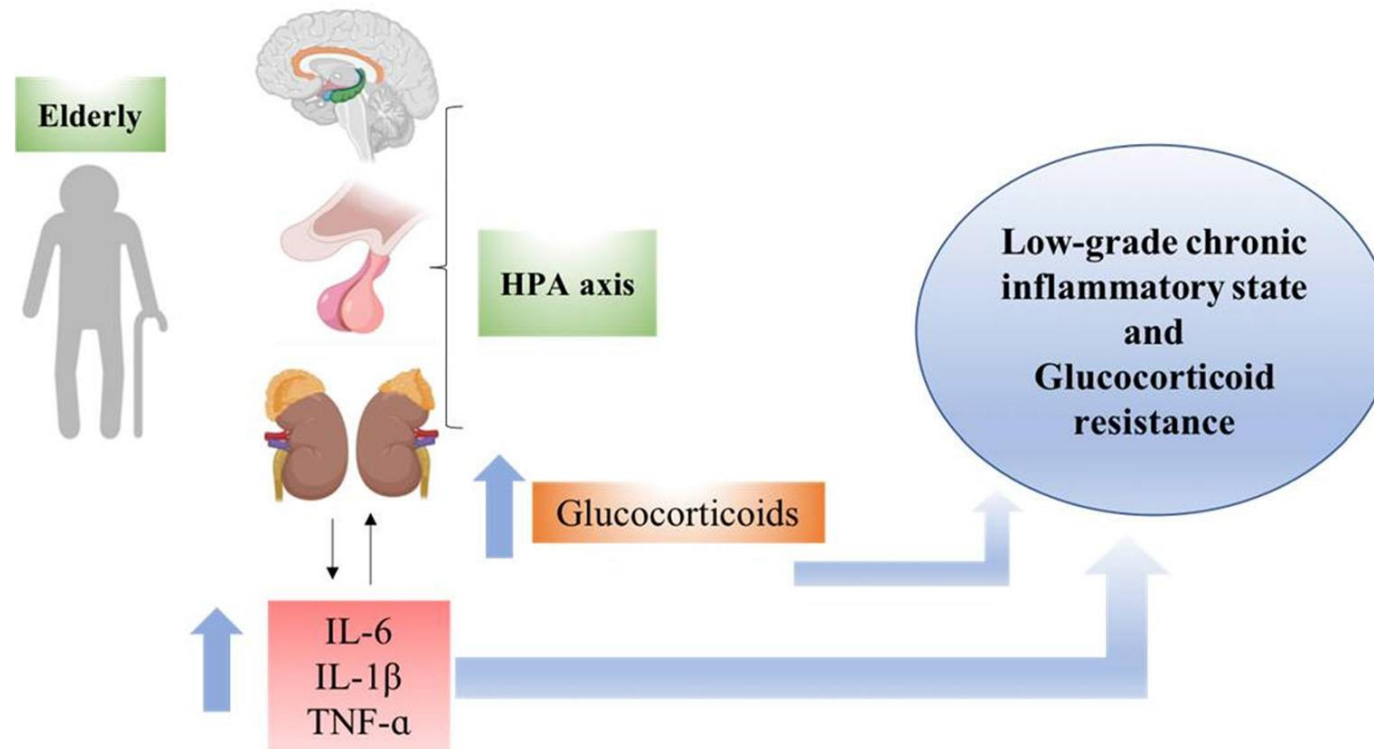 Elderly
HPA axis
Low-grade chronic
inflammatory state
and
Glucocorticoid
resistance
Glucocorticoids
IL-6
IL-1β
TNF-α